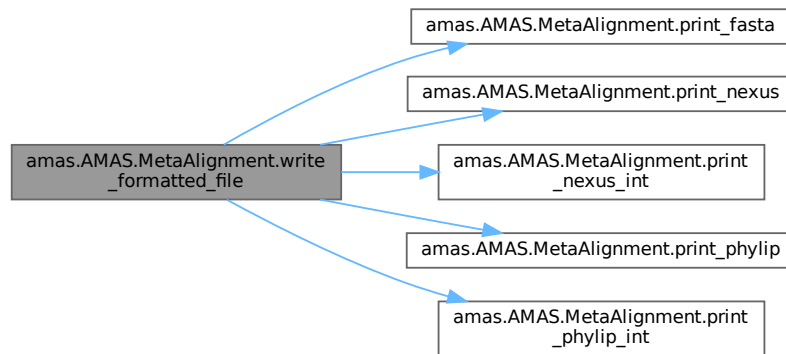 amas.AMAS.MetaAlignment.write
_formatted_file
amas.AMAS.MetaAlignment.print_fasta
amas.AMAS.MetaAlignment.print_nexus
amas.AMAS.MetaAlignment.print
_nexus_int
amas.AMAS.MetaAlignment.print_phylip
amas.AMAS.MetaAlignment.print
_phylip_int